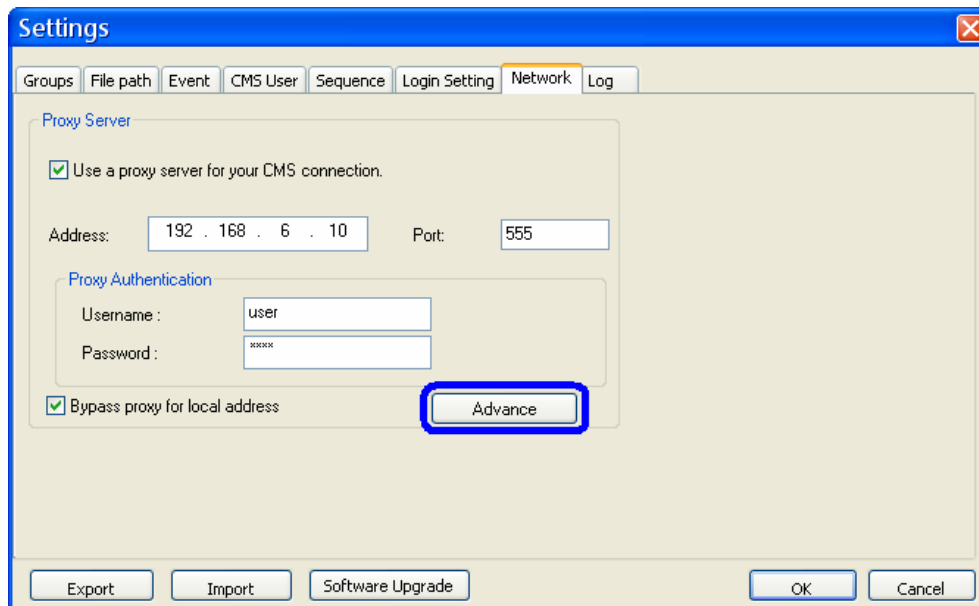 Settings
Groups File path Event CMS User Sequence Login Setting Network Log
Proxy Server
Use a proxy server for your CMS connection.
Address: 192 . 168 . 6 . 10 Port: 555
Proxy Authentication
Username : user
Password : ****
Bypass proxy for local address Advance
Export Import Software Upgrade OK Cancel